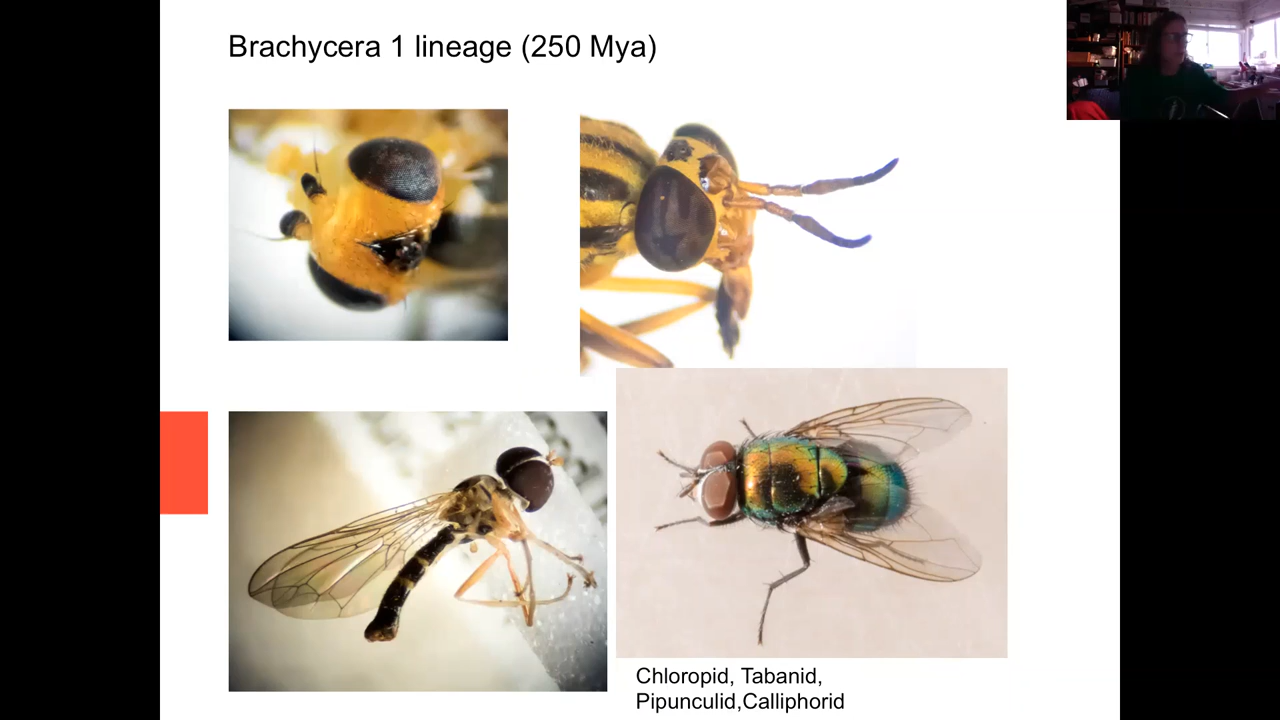 Brachycera 1 lineage (250 Mya)
Chloropid, Tabanid,
Pipunculid,Calliphorid